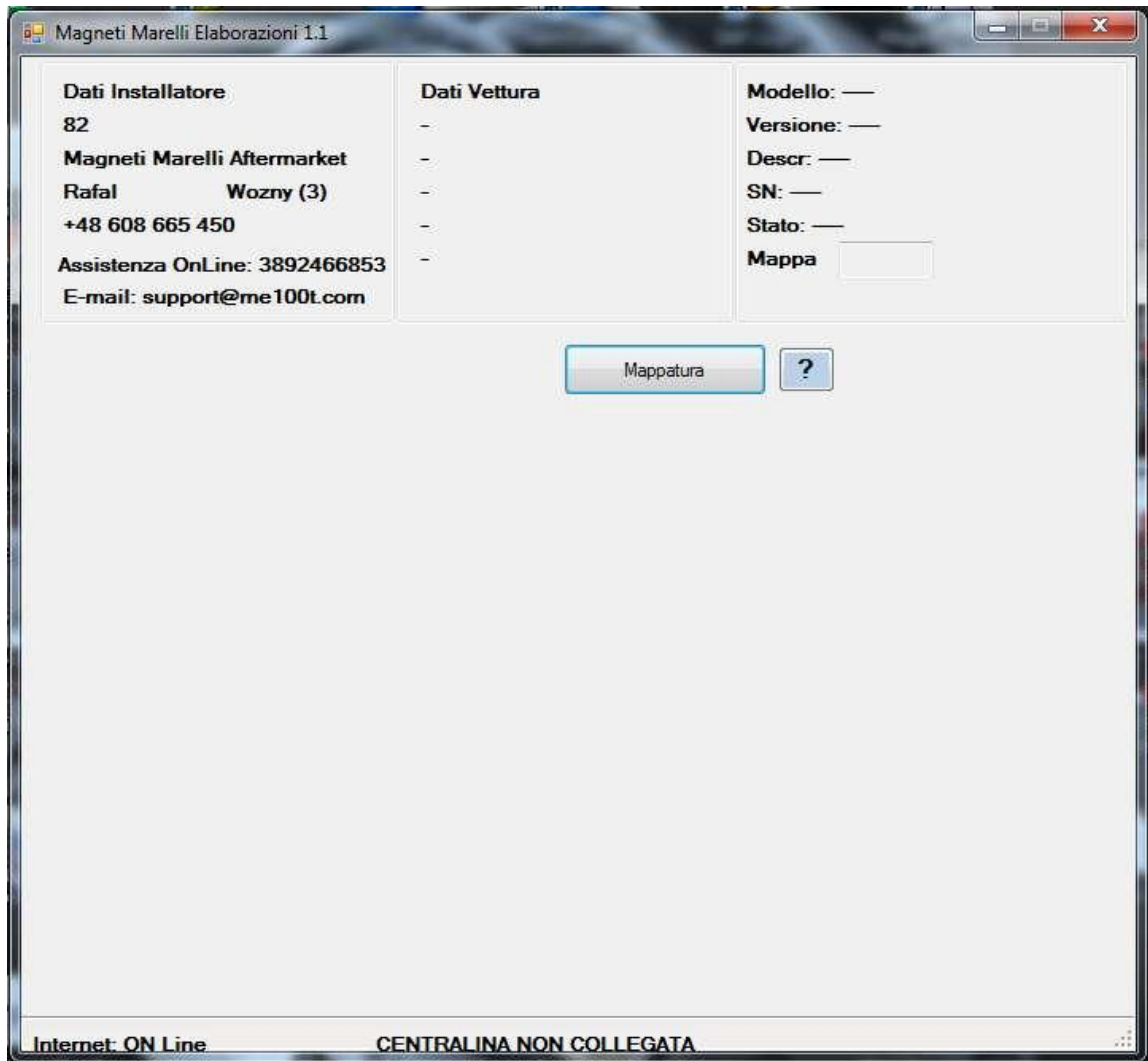 Magneti Marelli Elaborazioni 1.1
Dati Installatore
82
Magneti Marelli Aftermarket
Rafal Wozny (3)
+48 608 665 450
Assistenza OnLine: 3892466853
E-mail: support@me100t.com
Dati Vettura
-
-
-
-
-
Modello: ---
Versione: ---
Descr: ---
SN: ---
Stato: ---
Mappa
Mappatura
?
Internet: ON Line
CENTRALINA NON COLLEGATA